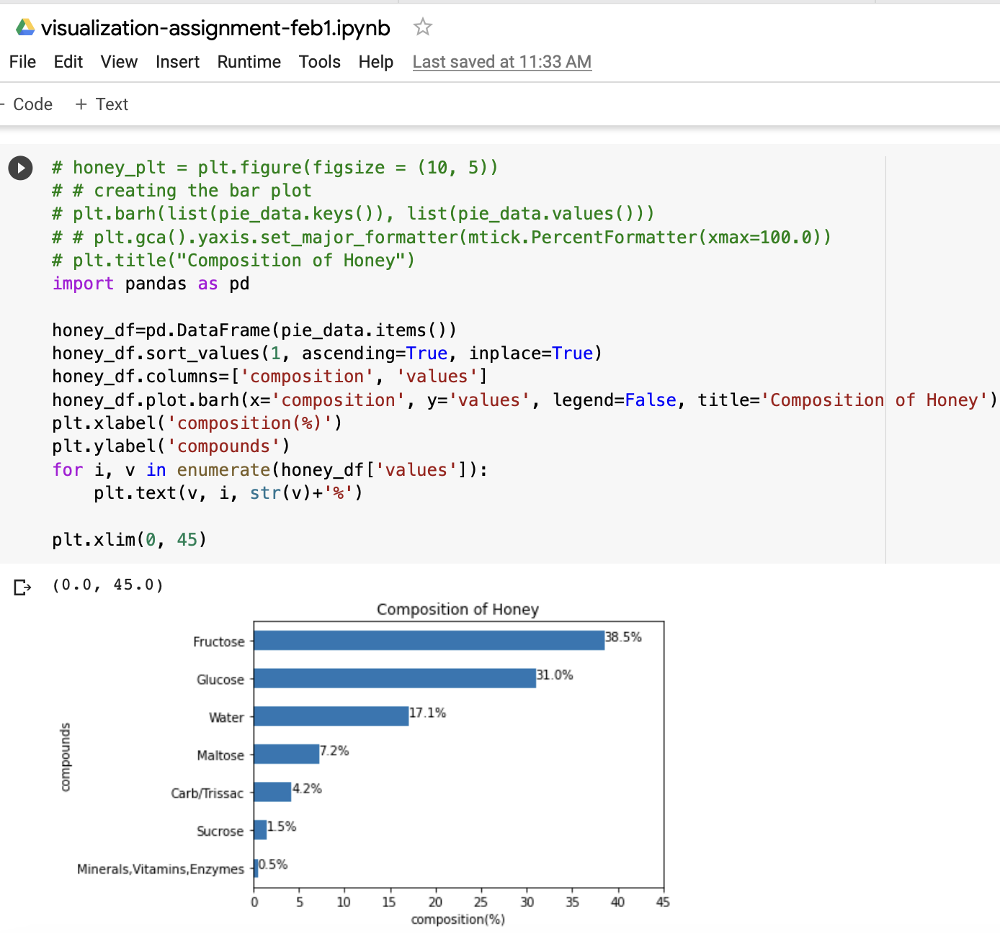 visualization-assignment-feb1.ipynb
File Edit View Insert Runtime Tools Help Last saved at 11:33 AM
Code + Text
# honey_plt = plt.figure(figsize = (10, 5))
# # creating the bar plot
# plt.barh(list(pie_data.keys()), list(pie_data.values()))
# # plt.gca().yaxis.set_major_formatter(mtick.PercentFormatter(xmax=100.0))
# plt.title("Composition of Honey")
import pandas as pd
honey_df=pd.DataFrame(pie_data.items())
honey_df.sort_values(1, ascending=True, inplace=True)
honey_df.columns=['composition', 'values']
honey_df.plot.barh(x='composition', y='values', legend=False, title='Composition of Honey')
plt.xlabel('composition(%)')
plt.ylabel('compounds')
for i, v in enumerate(honey_df['values']):
    plt.text(v, i, str(v)+'%')
plt.xlim(0, 45)
(0.0, 45.0)
Composition of Honey
Fructose 38.5%
Glucose 31.0%
Water 17.1%
Maltose 7.2%
Carb/Trissac 4.2%
Sucrose 1.5%
Minerals,Vitamins,Enzymes 0.5%
compounds
0 5 10 15 20 25 30 35 40 45
composition(%)